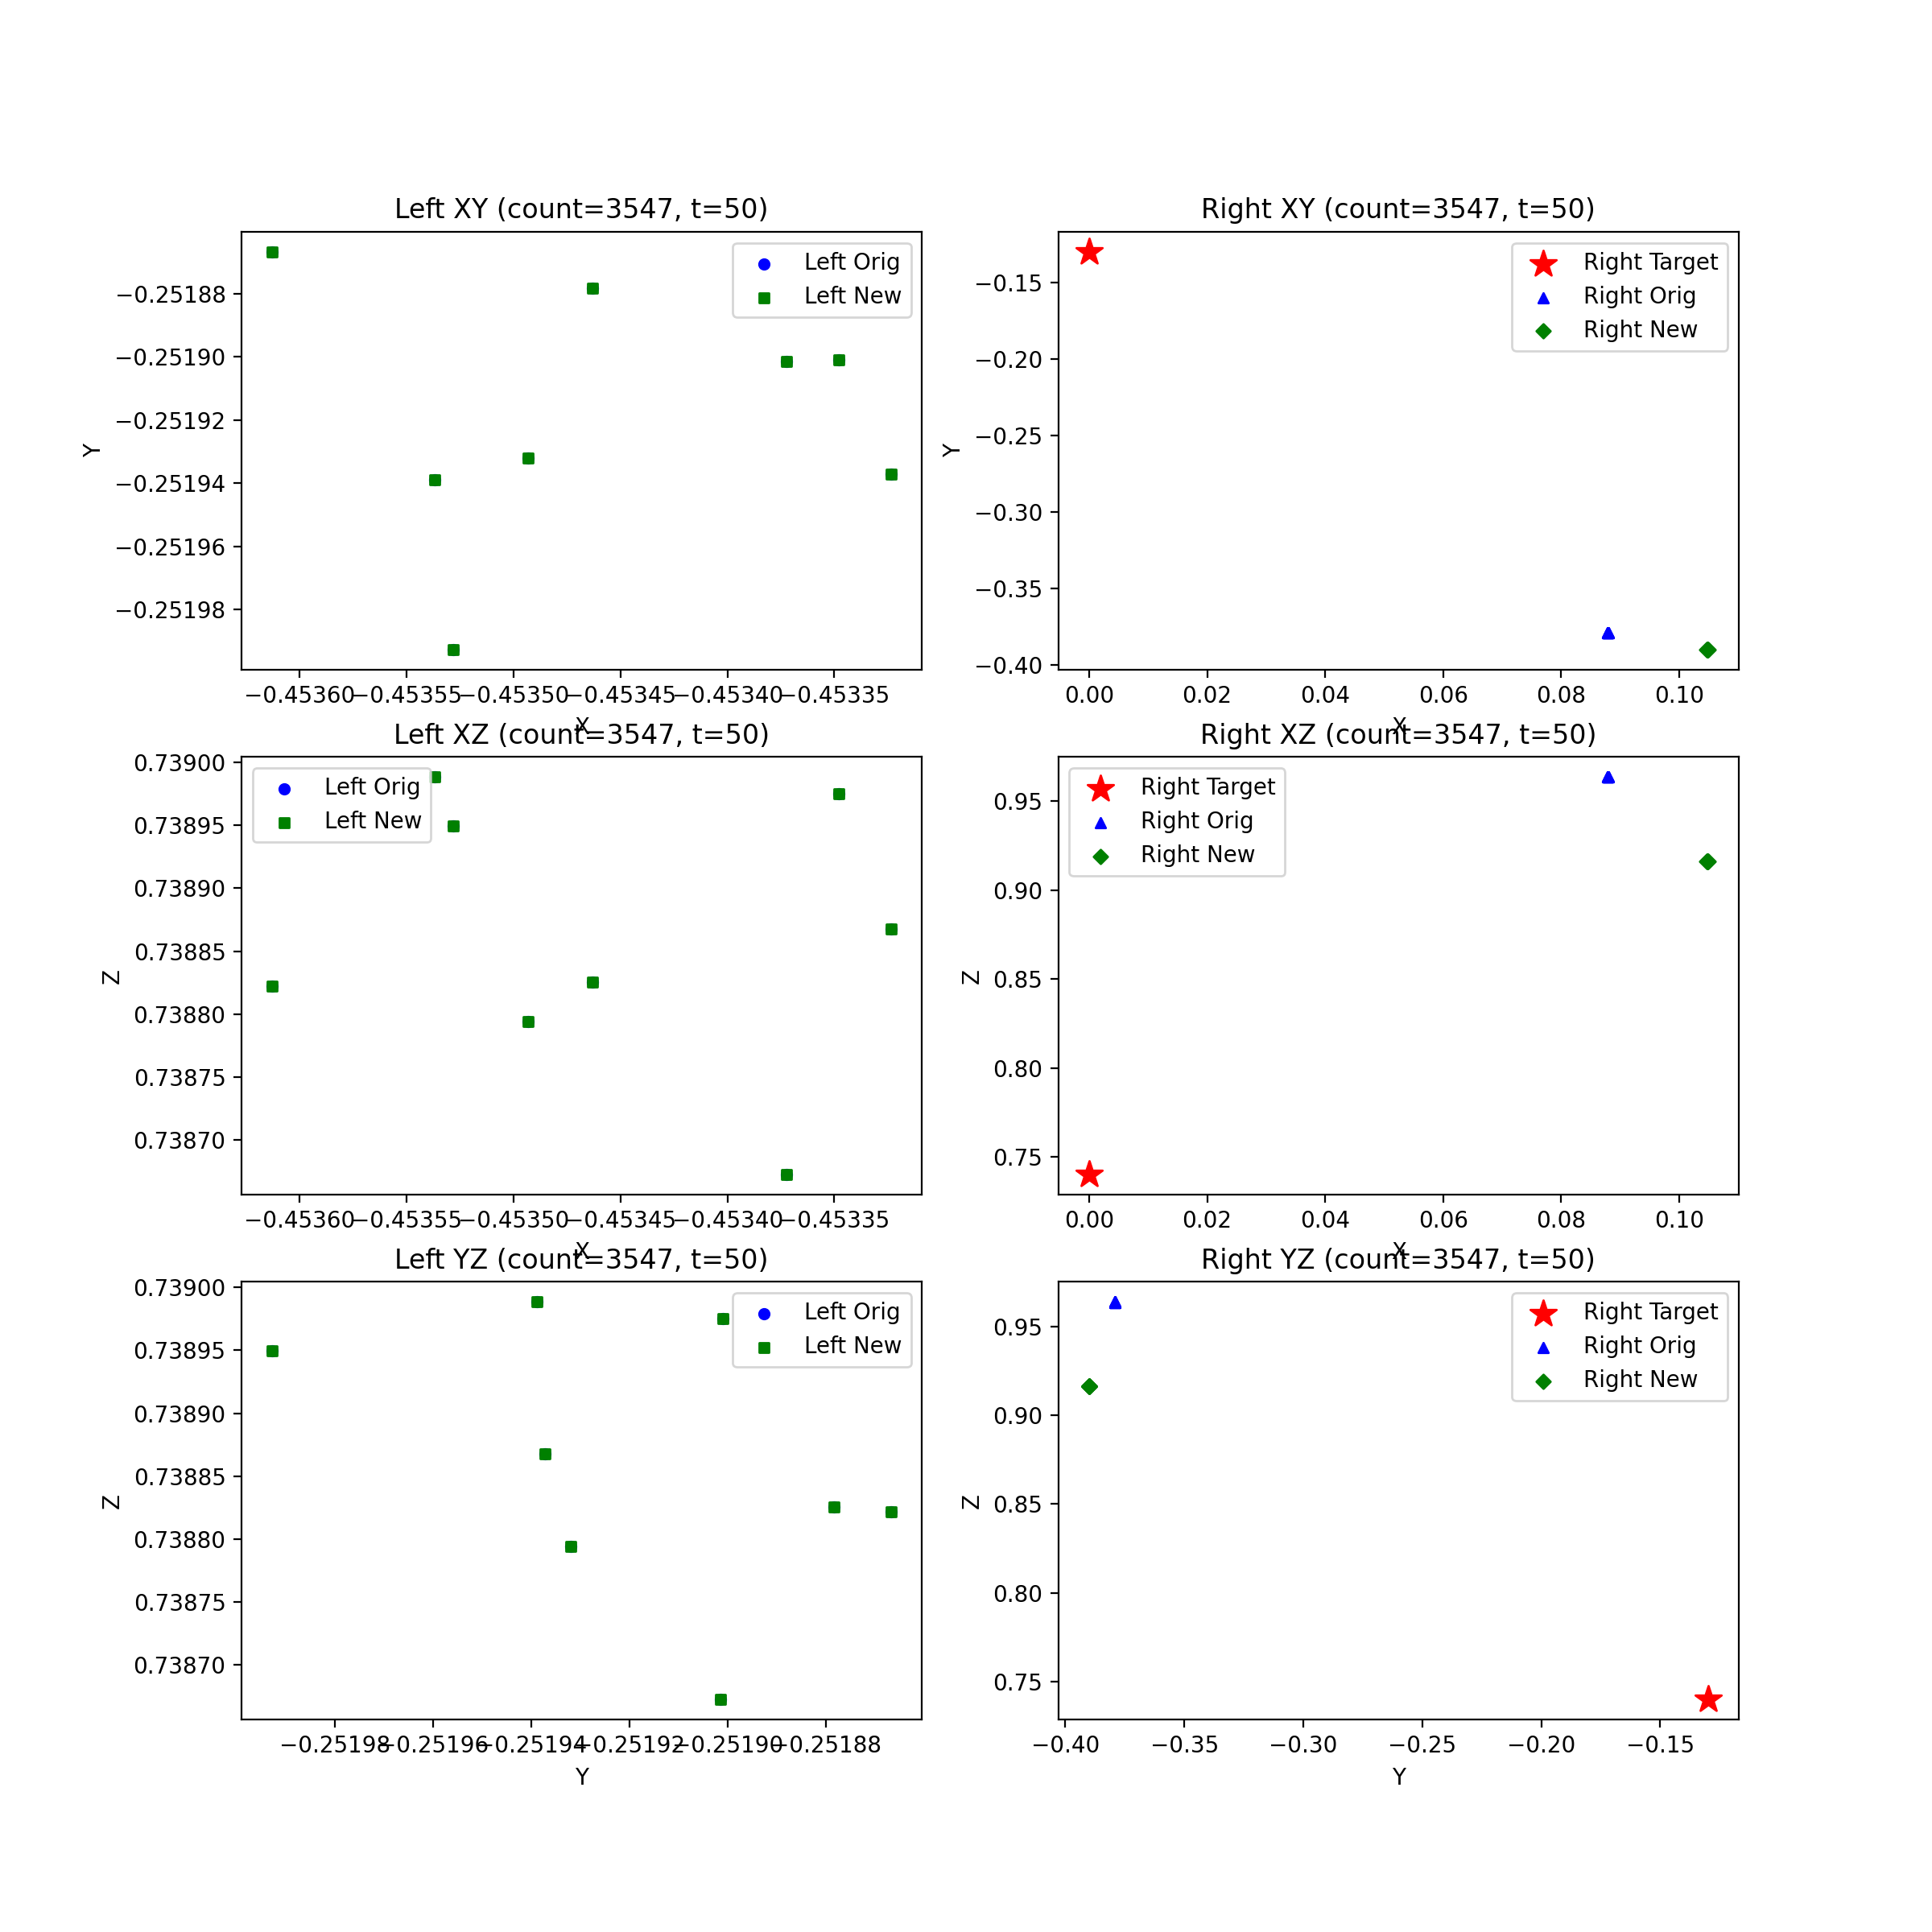 Left XY (count=3547, t=50)
Left Orig
Left New
Y
−0.25188
−0.25190
−0.25192
−0.25194
−0.25196
−0.25198
−0.45360
−0.45355
−0.45350
−0.45345
−0.45340
−0.45335
X
Right XY (count=3547, t=50)
Right Target
Right Orig
Right New
Y
−0.15
−0.20
−0.25
−0.30
−0.35
−0.40
0.00
0.02
0.04
0.06
0.08
0.10
X
Left XZ (count=3547, t=50)
Left Orig
Left New
Z
0.73900
0.73895
0.73890
0.73885
0.73880
0.73875
0.73870
−0.45360
−0.45355
−0.45350
−0.45345
−0.45340
−0.45335
X
Right XZ (count=3547, t=50)
Right Target
Right Orig
Right New
Z
0.95
0.90
0.85
0.80
0.75
0.00
0.02
0.04
0.06
0.08
0.10
X
Left YZ (count=3547, t=50)
Left Orig
Left New
Z
0.73900
0.73895
0.73890
0.73885
0.73880
0.73875
0.73870
−0.25198
−0.25196
−0.25194
−0.25192
−0.25190
−0.25188
Y
Right YZ (count=3547, t=50)
Right Target
Right Orig
Right New
Z
0.95
0.90
0.85
0.80
0.75
−0.40
−0.35
−0.30
−0.25
−0.20
−0.15
Y